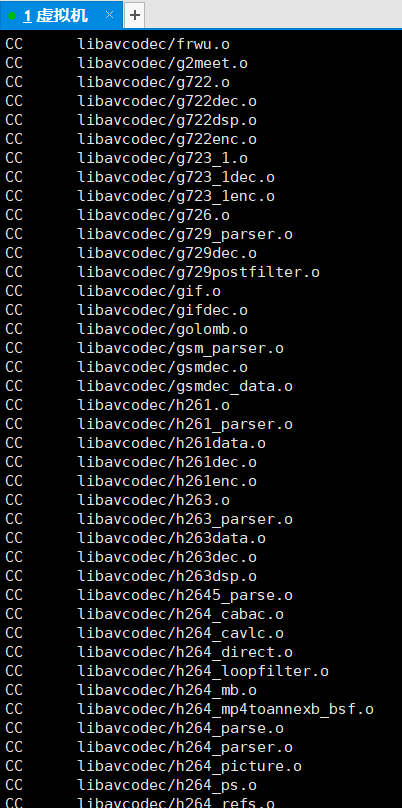 1 虚拟机 × +
CC libavcodec/frwu.o
CC libavcodec/g2meet.o
CC libavcodec/g722.o
CC libavcodec/g722dec.o
CC libavcodec/g722dsp.o
CC libavcodec/g722enc.o
CC libavcodec/g723_1.o
CC libavcodec/g723_1dec.o
CC libavcodec/g723_1enc.o
CC libavcodec/g726.o
CC libavcodec/g729_parser.o
CC libavcodec/g729dec.o
CC libavcodec/g729postfilter.o
CC libavcodec/gif.o
CC libavcodec/gifdec.o
CC libavcodec/golomb.o
CC libavcodec/gsm_parser.o
CC libavcodec/gsmdec.o
CC libavcodec/gsmdec_data.o
CC libavcodec/h261.o
CC libavcodec/h261_parser.o
CC libavcodec/h261data.o
CC libavcodec/h261dec.o
CC libavcodec/h261enc.o
CC libavcodec/h263.o
CC libavcodec/h263_parser.o
CC libavcodec/h263data.o
CC libavcodec/h263dec.o
CC libavcodec/h263dsp.o
CC libavcodec/h2645_parse.o
CC libavcodec/h264_cabac.o
CC libavcodec/h264_cavlc.o
CC libavcodec/h264_direct.o
CC libavcodec/h264_loopfilter.o
CC libavcodec/h264_mb.o
CC libavcodec/h264_mp4toannexb_bsf.o
CC libavcodec/h264_parse.o
CC libavcodec/h264_parser.o
CC libavcodec/h264_picture.o
CC libavcodec/h264_ps.o
CC libavcodec/h264_refs.o